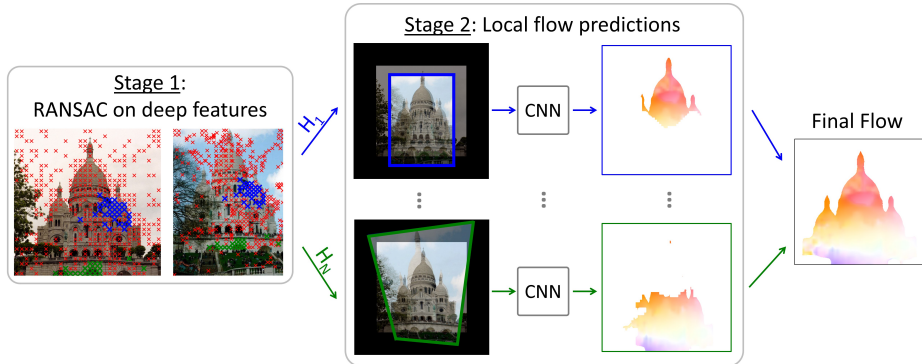 Stage 1:
RANSAC on deep features
H1
HN
Stage 2: Local flow predictions
CNN
CNN
Final Flow